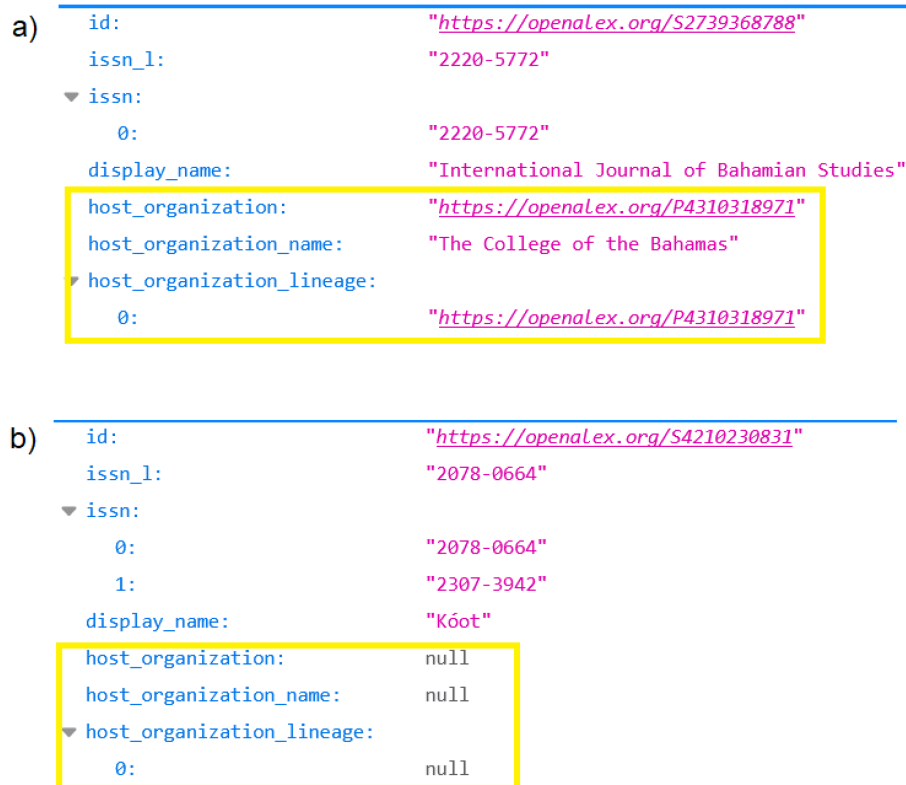 a)
id: "https://openalex.org/S2739368788"
issn_l: "2220-5772"
issn:
0: "2220-5772"
display_name: "International Journal of Bahamian Studies"
host_organization: "https://openalex.org/P4310318971"
host_organization_name: "The College of the Bahamas"
host_organization_lineage:
0: "https://openalex.org/P4310318971"
b)
id: "https://openalex.org/S4210230831"
issn_l: "2078-0664"
issn:
0: "2078-0664"
1: "2307-3942"
display_name: "Kóot"
host_organization: null
host_organization_name: null
host_organization_lineage:
0: null